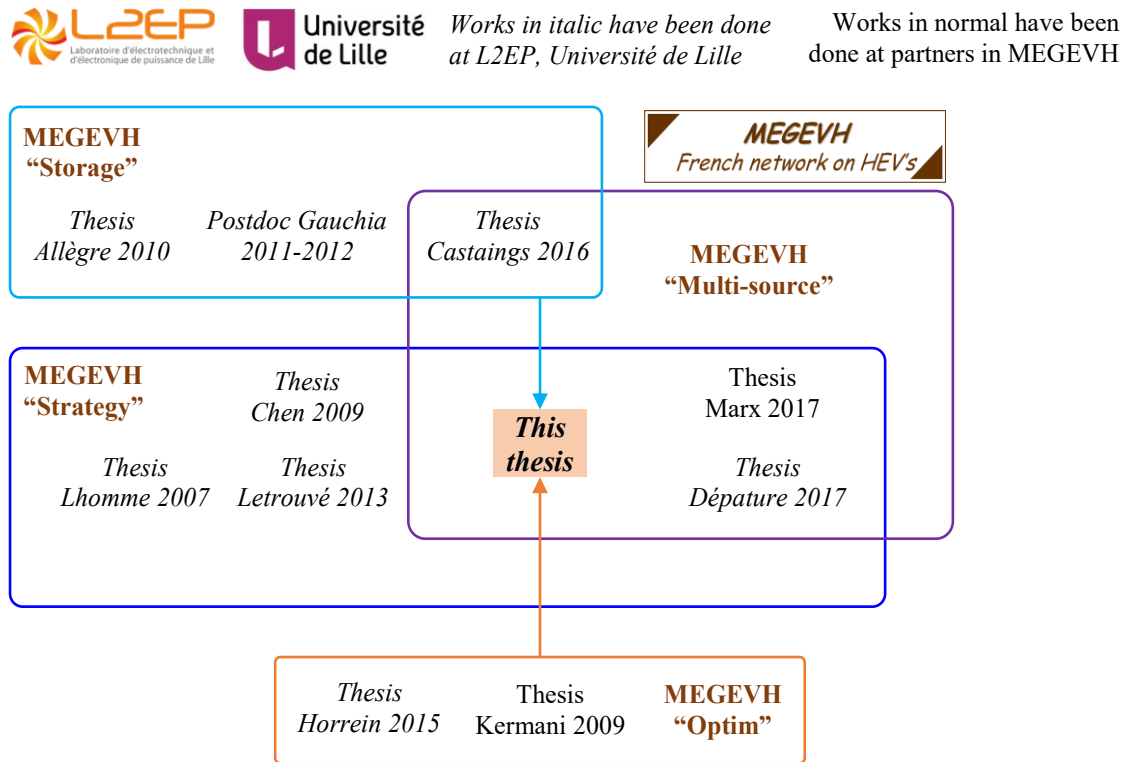 L2EP
Laboratoire d'électrotechnique et
d'électronique de puissance de Lille
Université
de Lille
Works in italic have been done
at L2EP, Université de Lille
Works in normal have been
done at partners in MEGEVH
MEGEVH
French network on HEV's
MEGEVH
“Storage”
Thesis
Allègre 2010
Postdoc Gauchia
2011-2012
Thesis
Castaings 2016
MEGEVH
“Multi-source”
MEGEVH
“Strategy”
Thesis
Chen 2009
Thesis
Marx 2017
This
thesis
Thesis
Lhomme 2007
Thesis
Letrouvé 2013
Thesis
Dépature 2017
Thesis
Horrein 2015
Thesis
Kermani 2009
MEGEVH
“Optim”